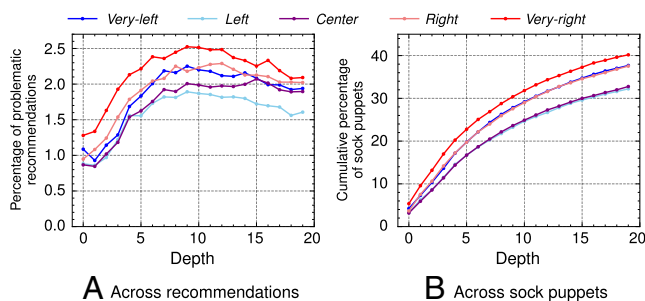 Very-left Left Center Right Very-right
Percentage of problematic
recommendations
2.5
2.0
1.5
1.0
0.5
0.0
0 5 10 15 20
Depth
A Across recommendations
Cumulative percentage
of sock puppets
40
30
20
10
0
0 5 10 15 20
Depth
B Across sock puppets